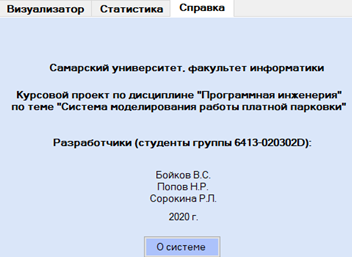 Визуализатор Статистика Справка
Самарский университет, факультет информатики
Курсовой проект по дисциплине "Программная инженерия"
по теме "Система моделирования работы платной парковки"
Разработчики (студенты группы 6413-020302D):
Бойков В.С.
Попов Н.Р.
Сорокина Р.Л.
2020 г.
О системе